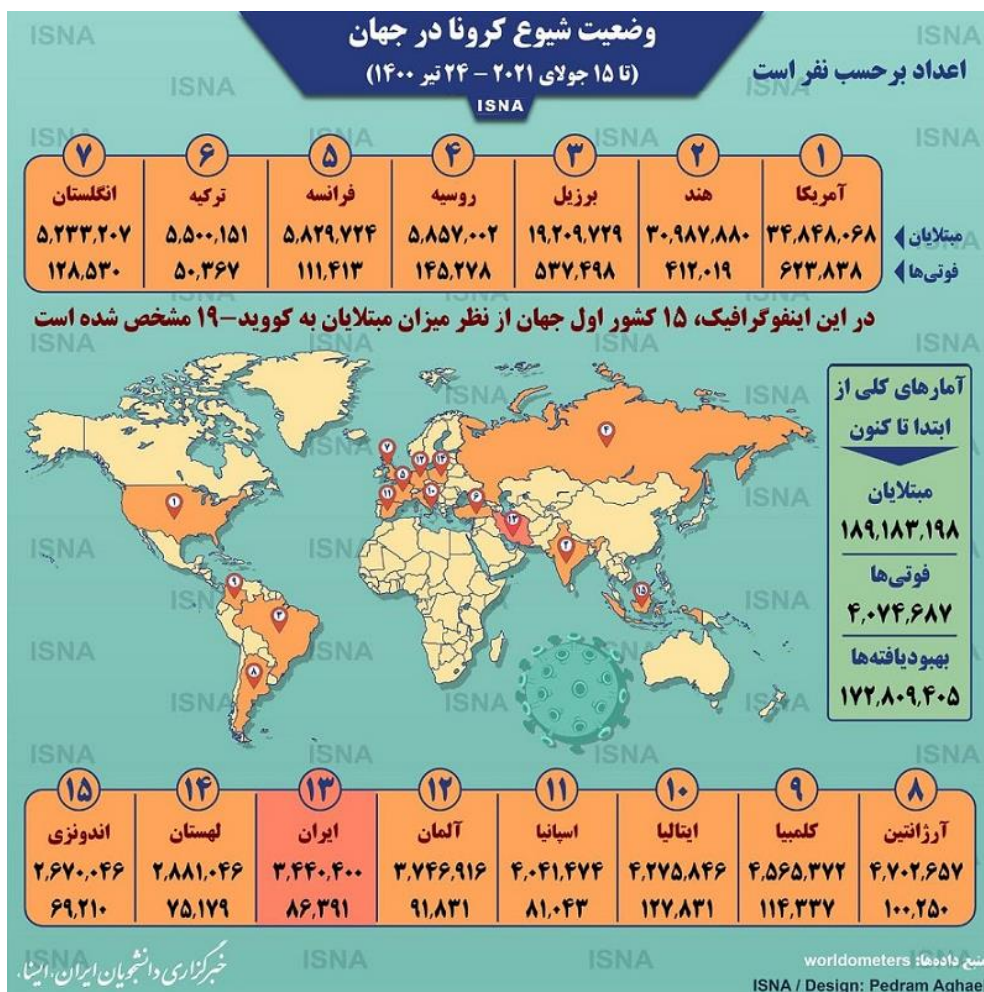 وضعیت شیوع کرونا در جهان
(تا ۱۵ جولای ۲۰۲۱ – ۲۴ تیر ۱۴۰۰)
ISNA
اعداد برحسب نفر است
۱ ۲ ۳ ۴ ۵ ۶ ۷
آمریکا هند برزیل روسیه فرانسه ترکیه انگلستان
مبتلایان ۳۴,۸۴۸,۰۶۸ ۳۰,۹۸۷,۸۸۰ ۱۹,۲۰۹,۷۲۹ ۵,۸۵۷,۰۰۲ ۵,۸۲۹,۷۲۴ ۵,۵۰۰,۱۵۱ ۵,۲۳۳,۲۰۷
فوتی‌ها ۶۲۳,۸۳۸ ۴۱۲,۰۱۹ ۵۳۷,۴۹۸ ۱۴۵,۲۷۸ ۱۱۱,۴۱۳ ۵۰,۳۶۷ ۱۲۸,۵۳۰
در این اینفوگرافیک، ۱۵ کشور اول جهان از نظر میزان مبتلایان به کووید–۱۹ مشخص شده است
آمارهای کلی از
ابتدا تا کنون
مبتلایان
۱۸۹,۱۸۳,۱۹۸
فوتی‌ها
۴,۰۷۴,۶۸۷
بهبودیافته‌ها
۱۷۲,۸۰۹,۴۰۵
۸ ۹ ۱۰ ۱۱ ۱۲ ۱۳ ۱۴ ۱۵
آرژانتین کلمبیا ایتالیا اسپانیا آلمان ایران لهستان اندونزی
۴,۷۰۲,۶۵۷ ۴,۵۶۵,۳۷۲ ۴,۲۷۵,۸۴۶ ۴,۰۴۱,۴۷۴ ۳,۷۴۶,۹۱۶ ۳,۴۴۰,۴۰۰ ۲,۸۸۱,۰۴۶ ۲,۶۷۰,۰۴۶
۱۰۰,۲۵۰ ۱۱۴,۳۳۷ ۱۲۷,۸۳۱ ۸۱,۰۴۳ ۹۱,۸۳۱ ۸۶,۳۹۱ ۷۵,۱۷۹ ۶۹,۲۱۰
منبع داده‌ها: worldometers
ISNA / Design: Pedram Aghaei
خبرگزاری دانشجویان ایران، ایسنا،